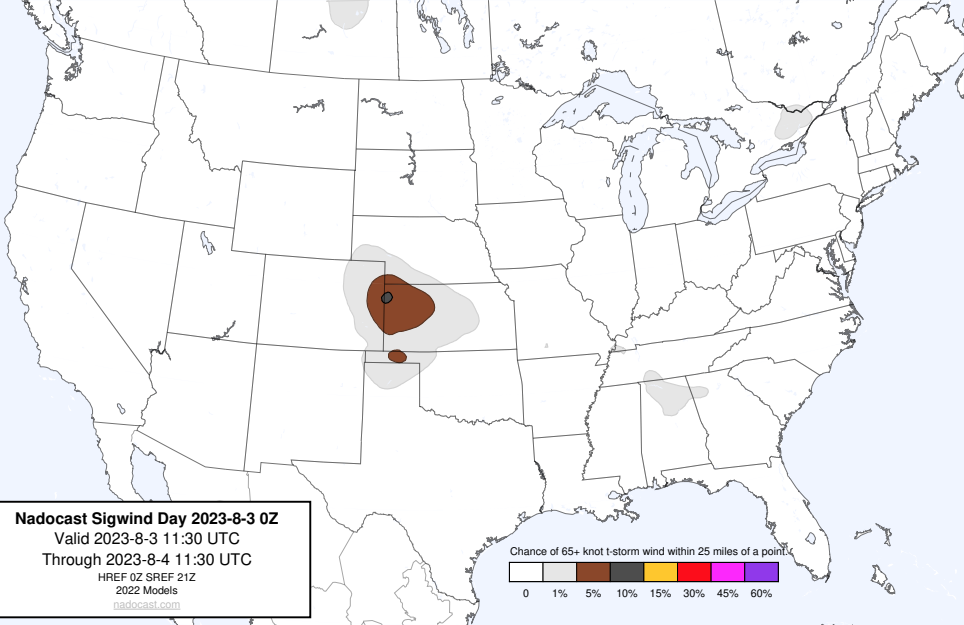 Nadocast Sigwind Day 2023-8-3 0Z
Valid 2023-8-3 11:30 UTC
Through 2023-8-4 11:30 UTC
HREF 0Z SREF 21Z
2022 Models
nadocast.com
Chance of 65+ knot t-storm wind within 25 miles of a point.
0 1% 5% 10% 15% 30% 45% 60%